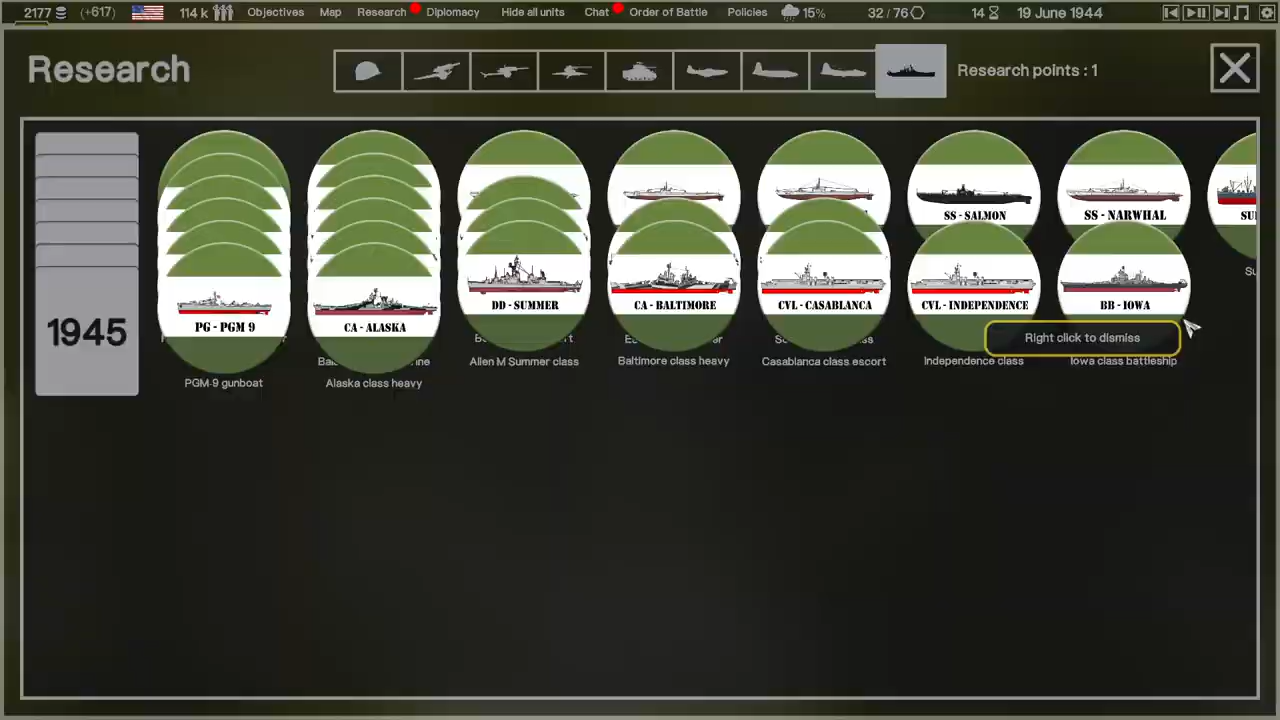 2177 (+617) 114 k Objectives Map Research Diplomacy Hide all units Chat Order of Battle Policies 15% 32 / 76 14 19 June 1944
Research
Research points : 1
SS - SALMON SS - NARWHAL
1945
PG - PGM 9 CA - ALASKA DD - SUMMER CA - BALTIMORE CVL - CASABLANCA CVL - INDEPENDENCE BB - IOWA
Right click to dismiss
Allen M Summer class Baltimore class heavy Casablanca class escort Independence class Iowa class battleship
PGM-9 gunboat Alaska class heavy